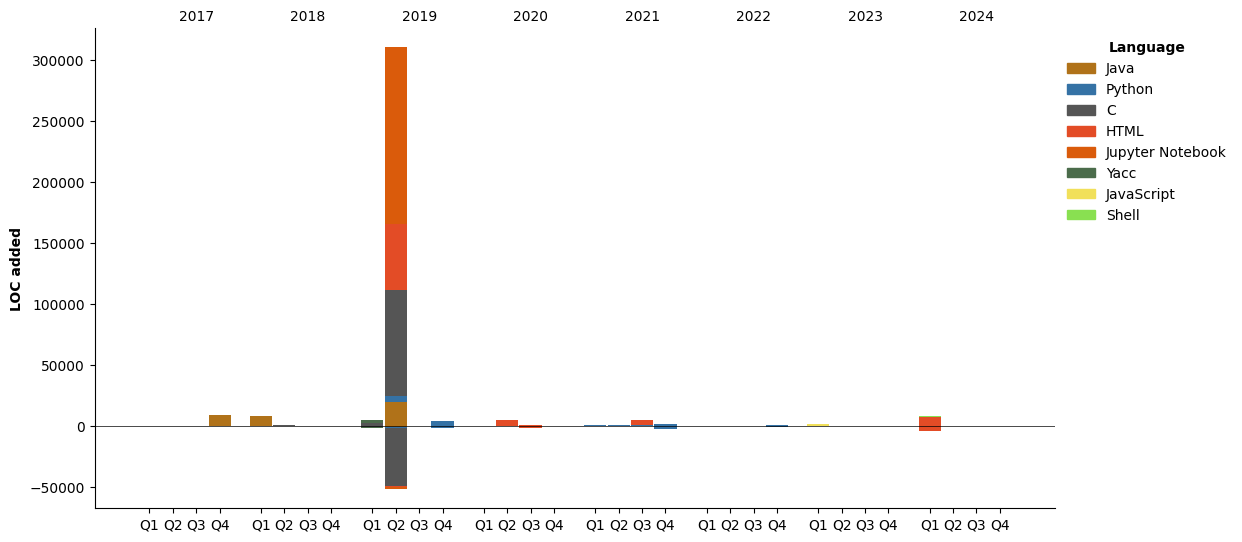 2017 2018 2019 2020 2021 2022 2023 2024
LOC added
300000
250000
200000
150000
100000
50000
0
−50000
Q1 Q2 Q3 Q4 Q1 Q2 Q3 Q4 Q1 Q2 Q3 Q4 Q1 Q2 Q3 Q4 Q1 Q2 Q3 Q4 Q1 Q2 Q3 Q4 Q1 Q2 Q3 Q4 Q1 Q2 Q3 Q4
Language
Java
Python
C
HTML
Jupyter Notebook
Yacc
JavaScript
Shell